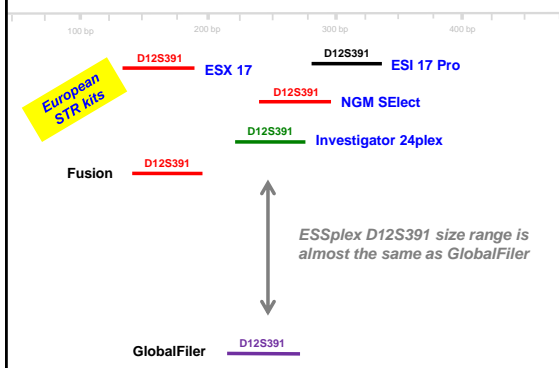 100 bp 200 bp 300 bp 400 bp
D12S391 ESX 17
D12S391 ESI 17 Pro
European
STR kits
D12S391 NGM SElect
D12S391 Investigator 24plex
Fusion D12S391
ESSplex D12S391 size range is
almost the same as GlobalFiler
GlobalFiler D12S391